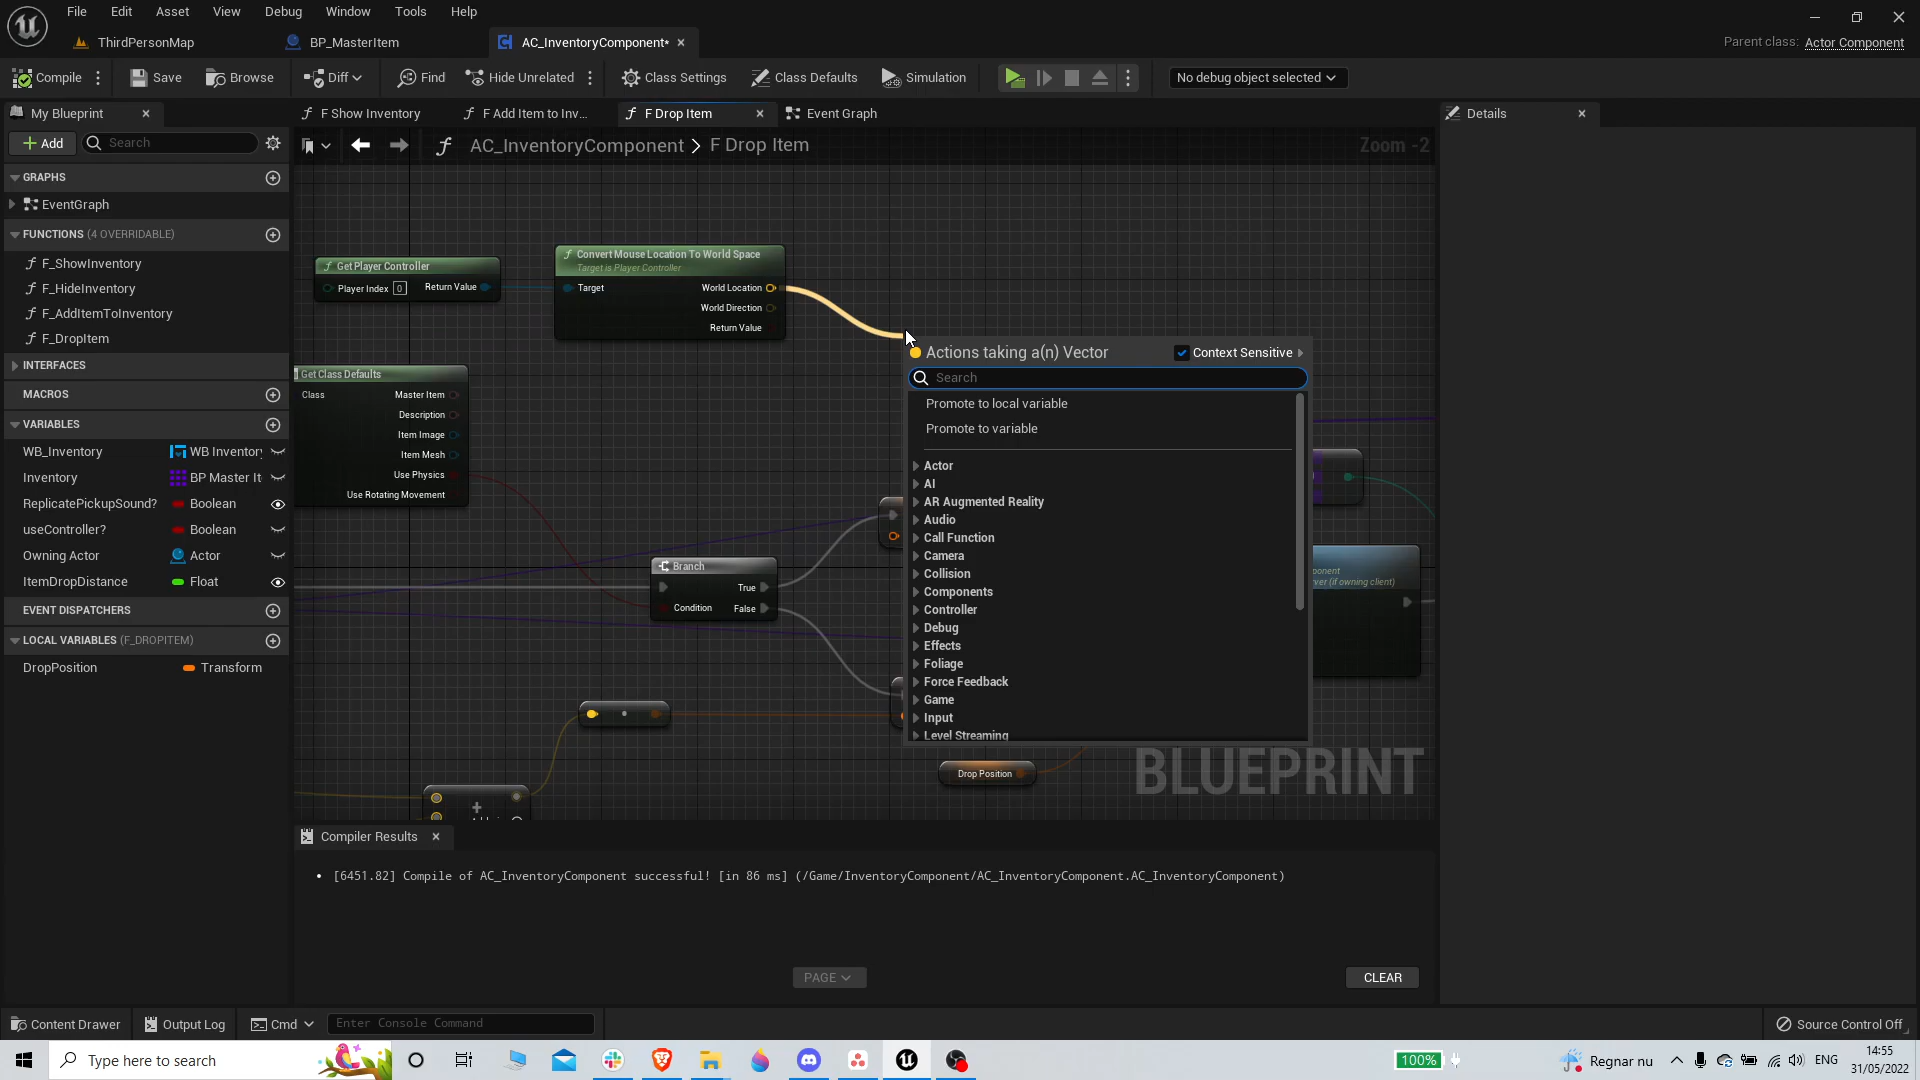 File Edit Asset View Debug Window Tools Help
ThirdPersonMap BP_MasterItem AC_InventoryComponent*
Parent class: Actor Component
Compile Save Browse Diff Find Hide Unrelated Class Settings Class Defaults Simulation No debug object selected
My Blueprint
F Show Inventory F Add Item to Inv... F Drop Item Event Graph
Details
Add Search
AC_InventoryComponent > F Drop Item
Zoom -2
GRAPHS
EventGraph
FUNCTIONS (4 OVERRIDABLE)
F_ShowInventory
F_HideInventory
F_AddItemToInventory
F_DropItem
INTERFACES
MACROS
VARIABLES
WB_Inventory WB Inventory
Inventory BP Master It
ReplicatePickupSound? Boolean
useController? Boolean
Owning Actor Actor
ItemDropDistance Float
EVENT DISPATCHERS
LOCAL VARIABLES (F_DROPITEM)
DropPosition Transform
Get Player Controller
Player Index 0 Return Value
Convert Mouse Location To World Space
Target is Player Controller
Target World Location
World Direction
Return Value
Get Class Defaults
Class Master Item
Description
Item Image
Item Mesh
Use Physics
Use Rotating Movement
Branch
True
Condition False
Actions taking a(n) Vector Context Sensitive
Search
Promote to local variable
Promote to variable
Actor
AI
AR Augmented Reality
Audio
Call Function
Camera
Collision
Components
Controller
Debug
Effects
Foliage
Force Feedback
Game
Input
Level Streaming
ponent
ver (if owning client)
Drop Position
BLUEPRINT
Compiler Results
[6451.82] Compile of AC_InventoryComponent successful! [in 86 ms] (/Game/InventoryComponent/AC_InventoryComponent.AC_InventoryComponent)
PAGE
CLEAR
Content Drawer Output Log Cmd Enter Console Command
Source Control Off
Type here to search
100%
Regnar nu
ENG
14:55
31/05/2022